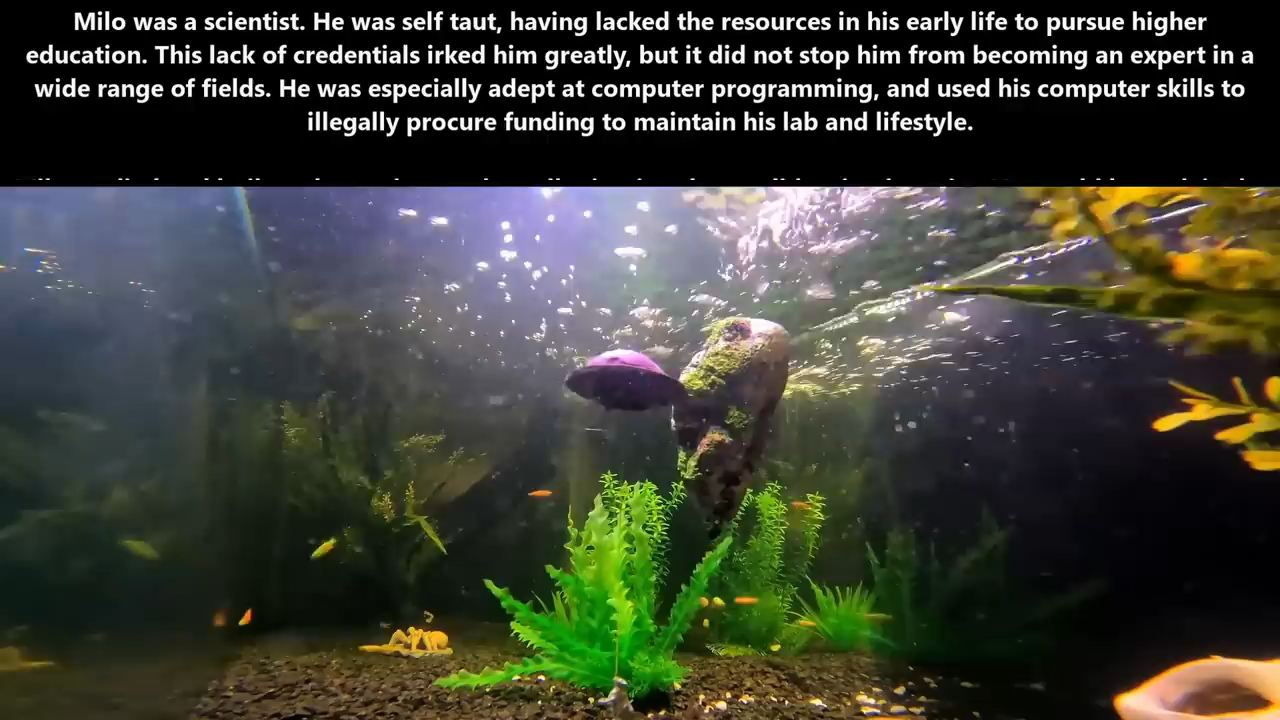 Milo was a scientist. He was self taut, having lacked the resources in his early life to pursue higher
education. This lack of credentials irked him greatly, but it did not stop him from becoming an expert in a
wide range of fields. He was especially adept at computer programming, and used his computer skills to
illegally procure funding to maintain his lab and lifestyle.